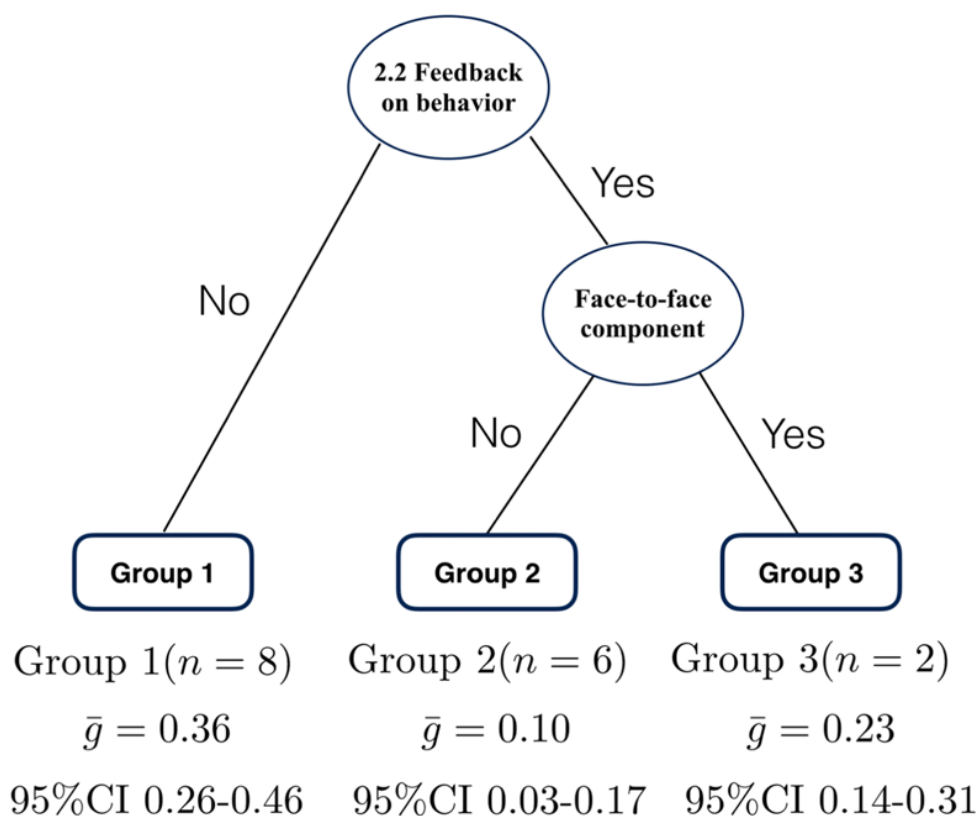 2.2 Feedback
on behavior
Yes
No
Face-to-face
component
No
Yes
Group 1
Group 2
Group 3
Group 1(n = 8)
Group 2(n = 6)
Group 3(n = 2)
ḡ = 0.36
ḡ = 0.10
ḡ = 0.23
95%CI 0.26-0.46
95%CI 0.03-0.17
95%CI 0.14-0.31